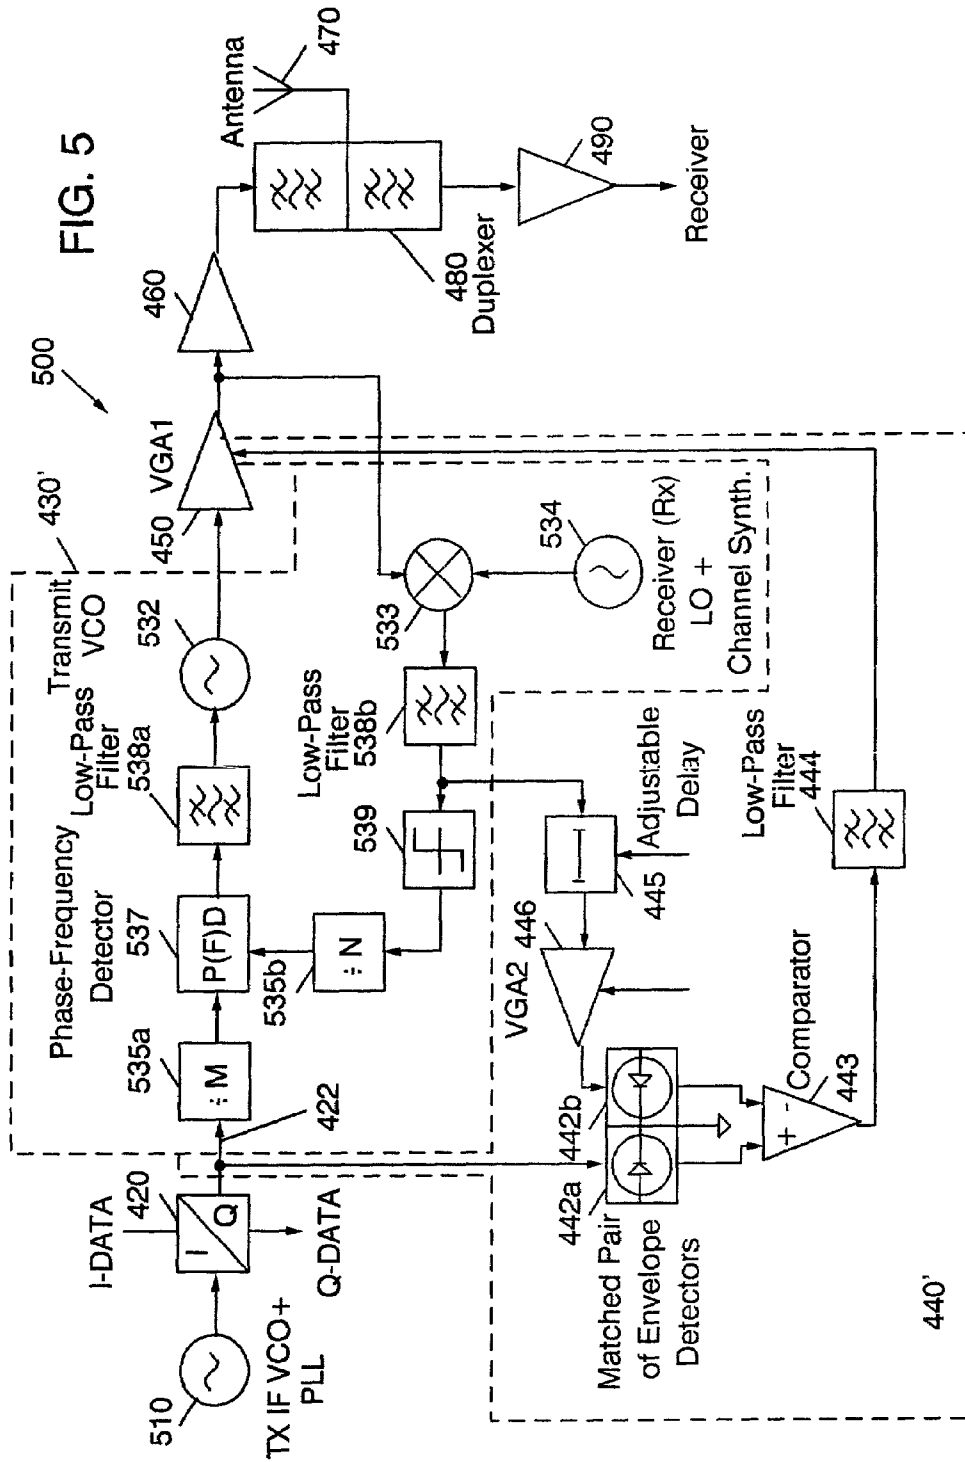 FIG. 5
500
430'
Transmit
VCO
532
Low-Pass
Filter
538a
Phase-Frequency
Detector
537
P(F)D
535a
÷M
422
I-DATA
420
I
Q
Q-DATA
510
TX IF VCO+
PLL
VGA1
450
460
Antenna
470
480
Duplexer
490
Receiver
533
534
Receiver (Rx)
LO +
Channel Synth.
Low-Pass
Filter
538b
539
535b
÷N
Adjustable
Delay
445
446
VGA2
442b
442a
Matched Pair
of Envelope
Detectors
+ -
Comparator
443
Low-Pass
Filter
444
440'